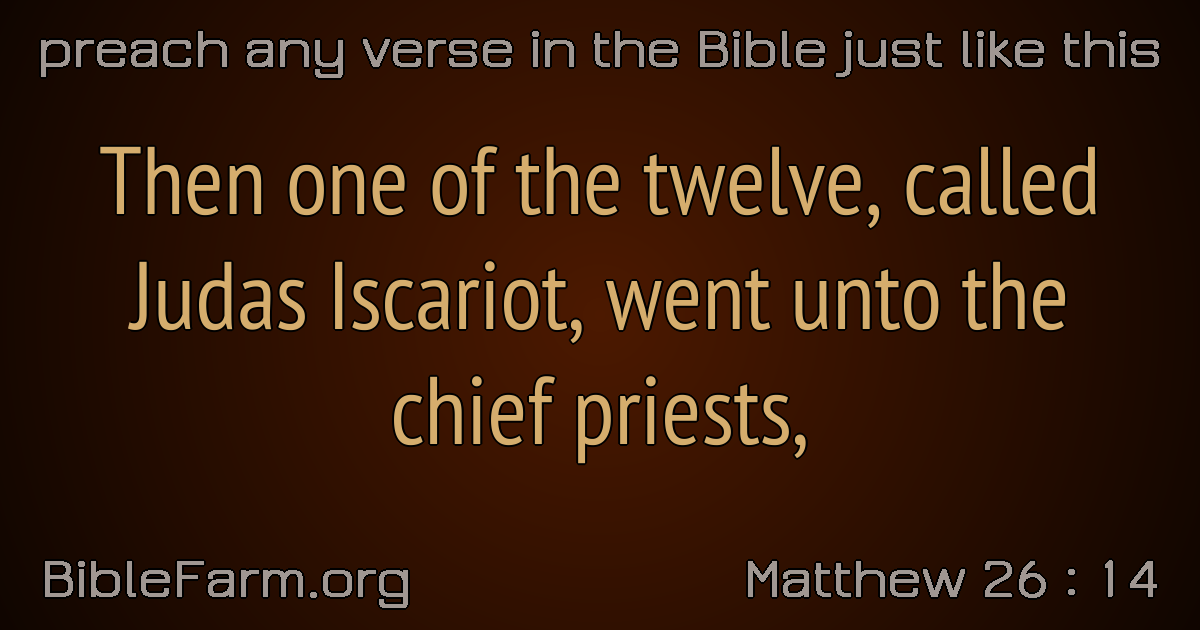 preach any verse in the Bible just like this
Then one of the twelve, called
Judas Iscariot, went unto the
chief priests,
BibleFarm.org
Matthew 26 : 14